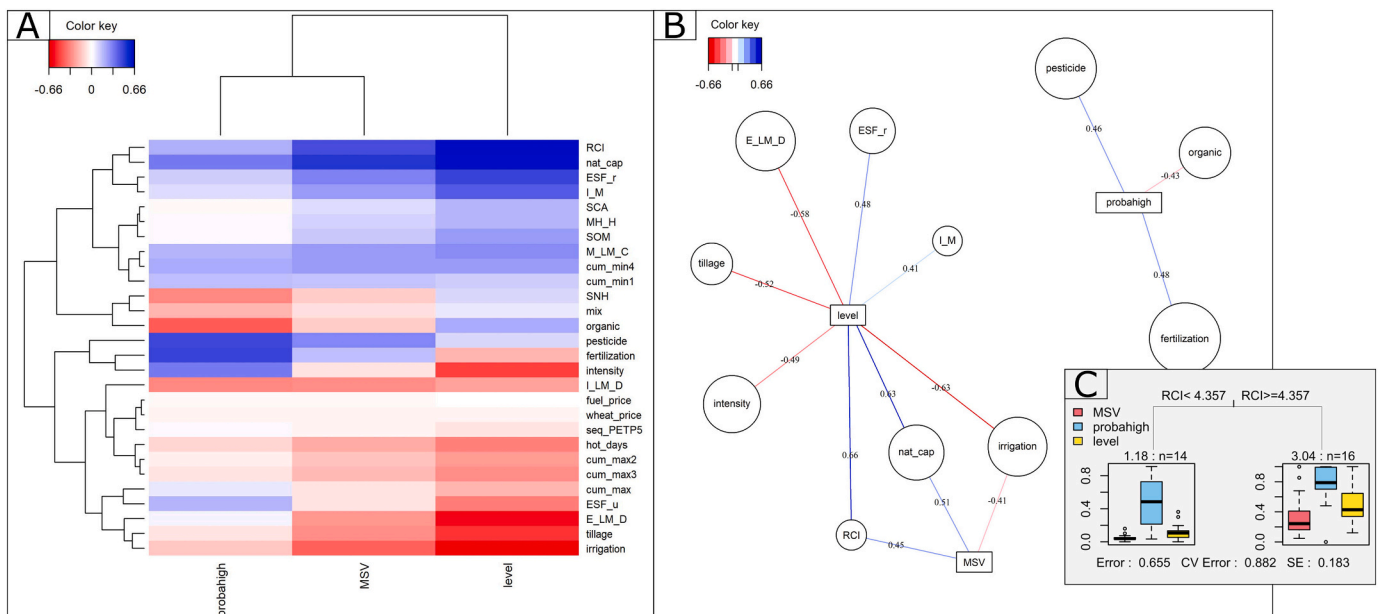 A
Color key
-0.66 0 0.66
RCI
nat_cap
ESF_r
I_M
SCA
MH_H
SOM
M_LM_C
cum_min4
cum_min1
SNH
mix
organic
pesticide
fertilization
intensity
I_LM_D
fuel_price
wheat_price
seq_PETP5
hot_days
cum_max2
cum_max3
cum_max
ESF_u
E_LM_D
tillage
irrigation
probahigh
MSV
level
B
Color key
-0.66 0.66
pesticide
E_LM_D
ESF_r
0.46
organic
-0.43
probahigh
-0.58
0.48
I_M
tillage
0.41
-0.52
0.48
level
fertilization
-0.49
-0.63
intensity
0.63
nat_cap
irrigation
0.66
0.51
-0.41
RCI
0.45
MSV
C
RCI< 4.357 RCI>=4.357
MSV
probahigh
level
1.18 : n=14
3.04 : n=16
0.8
0.4
0.0
0.8
0.4
0.0
Error : 0.655 CV Error : 0.882 SE : 0.183